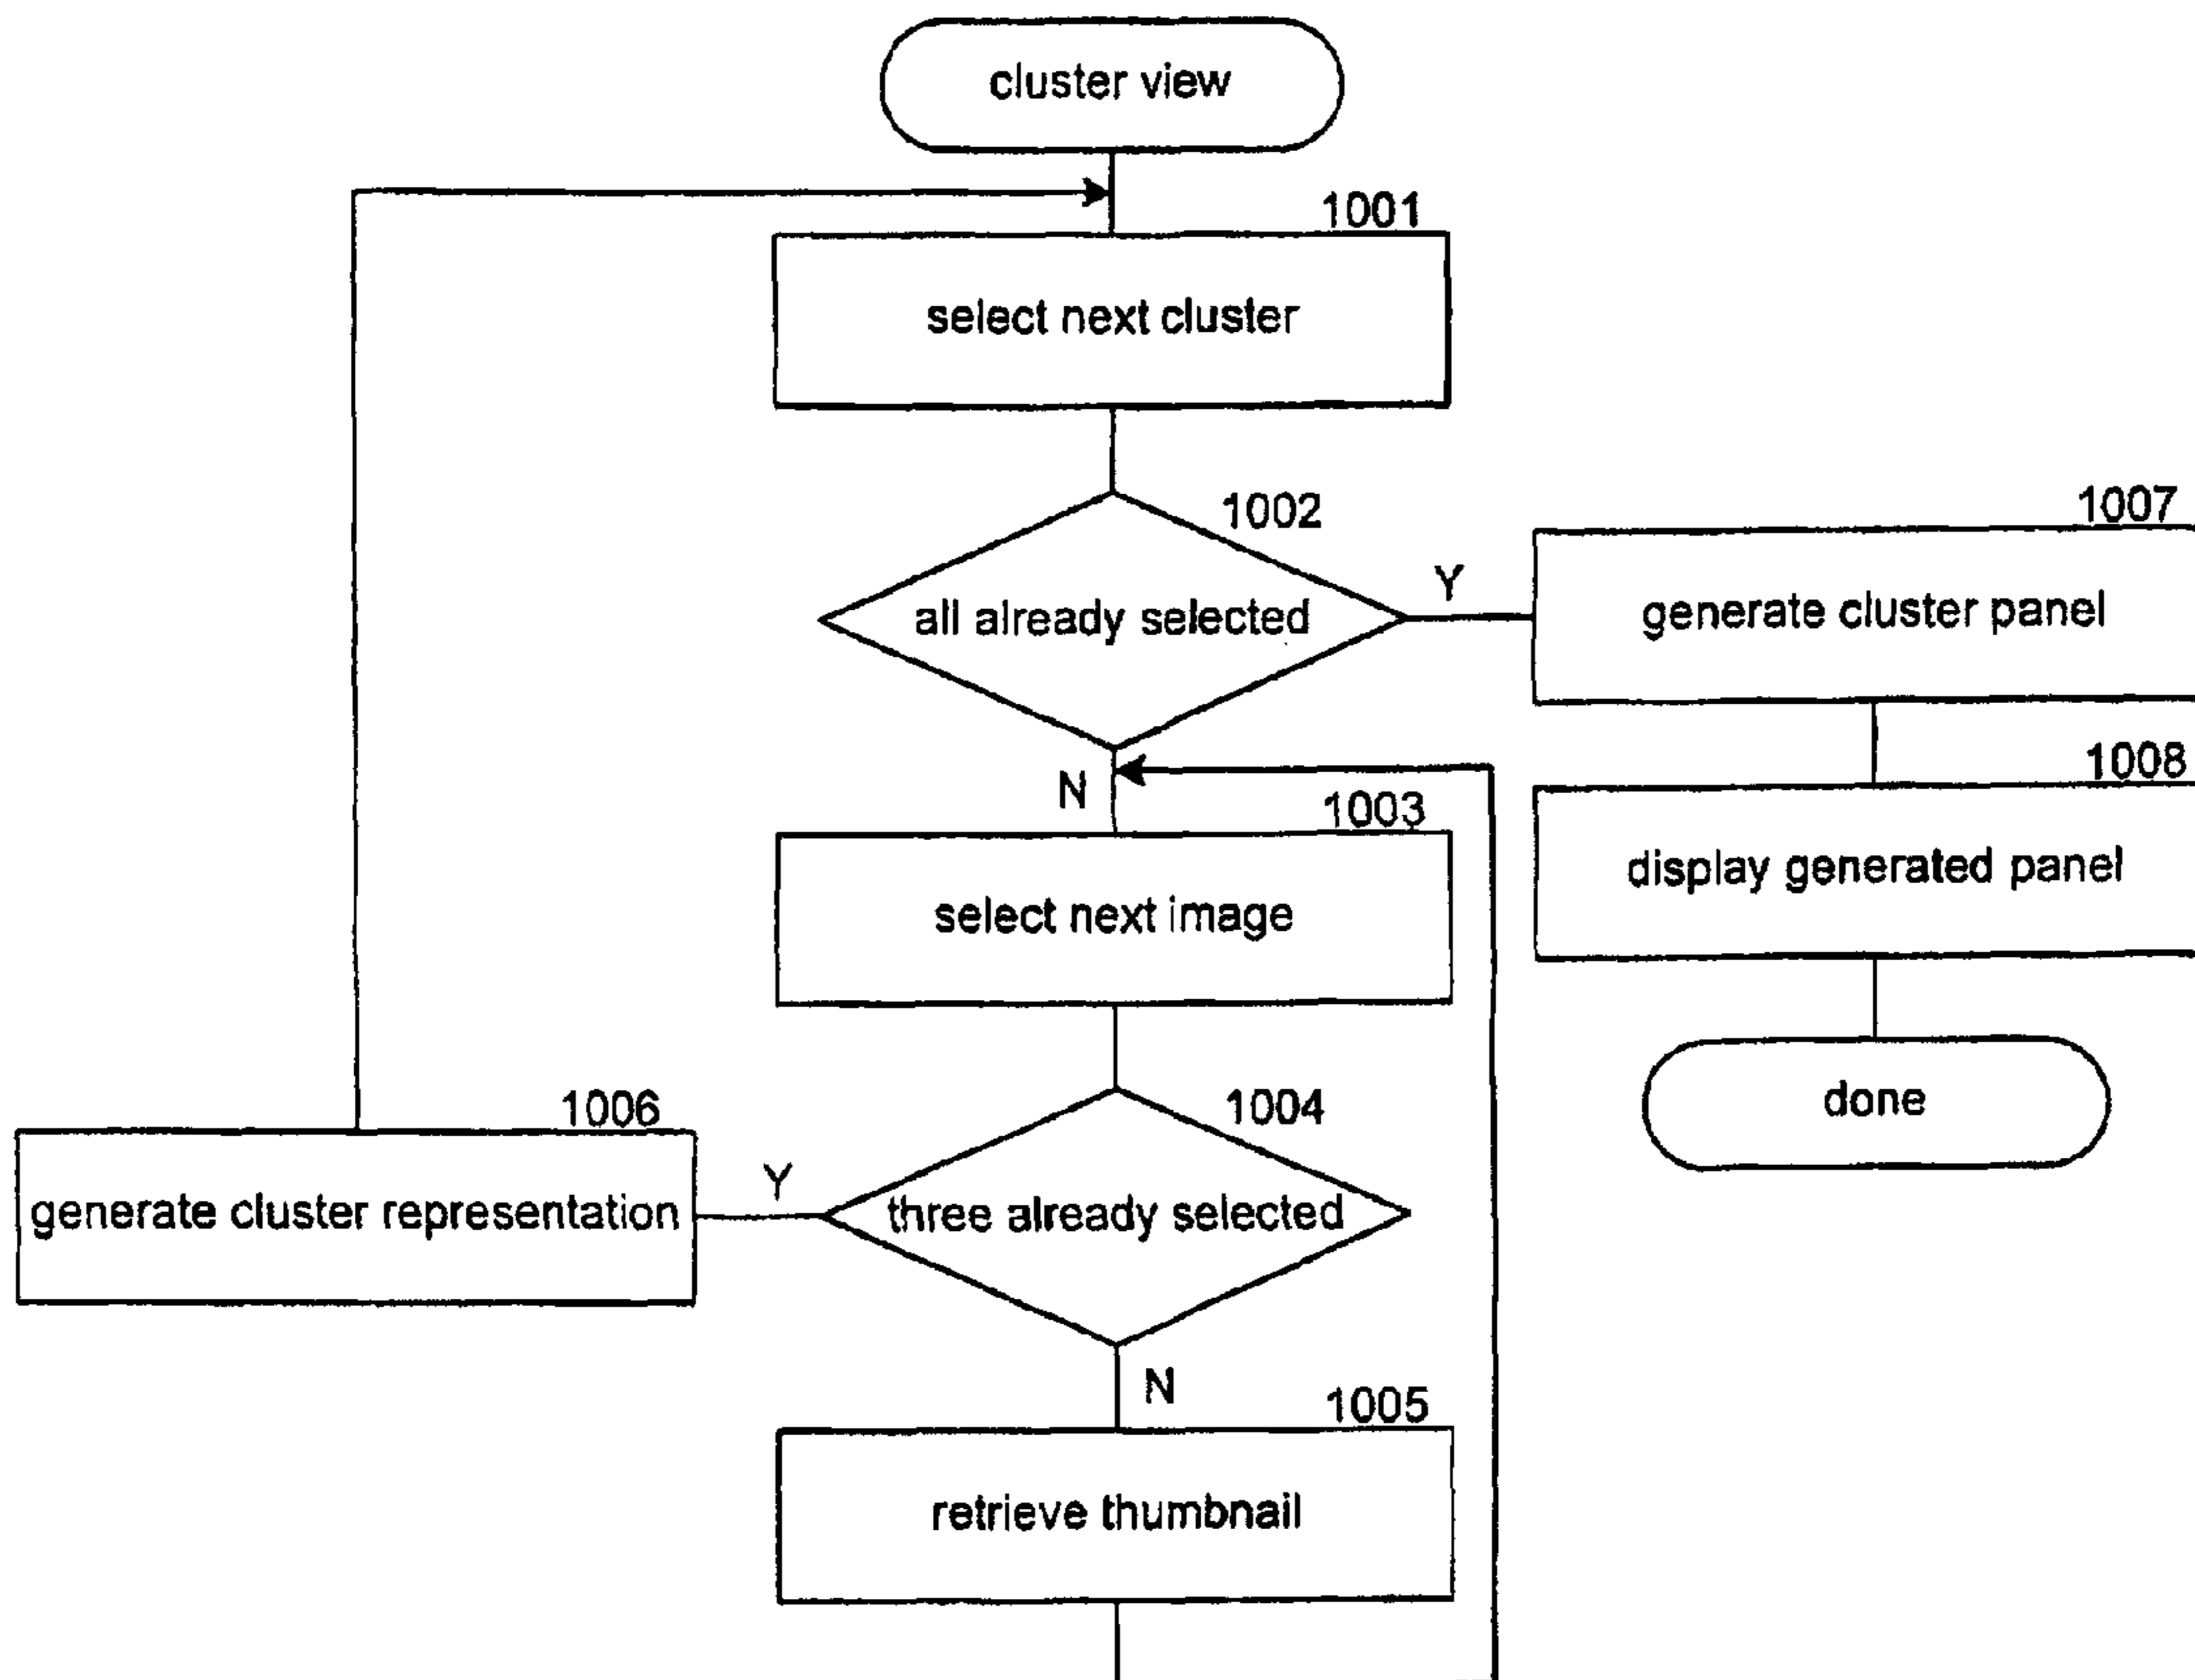 cluster view
1001
select next cluster
1002
all already selected
Y
1007
generate cluster panel
N
1008
display generated panel
done
1003
select next image
1004
three already selected
Y
1006
generate cluster representation
N
1005
retrieve thumbnail